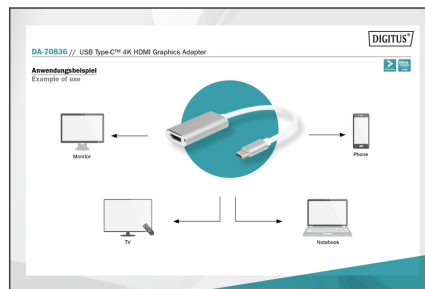 DIGITUS®
DA-70836 // USB Type-C™ 4K HDMI Graphics Adapter
Anwendungsbeispiel
Example of use
Monitor
Phone
TV
Notebook